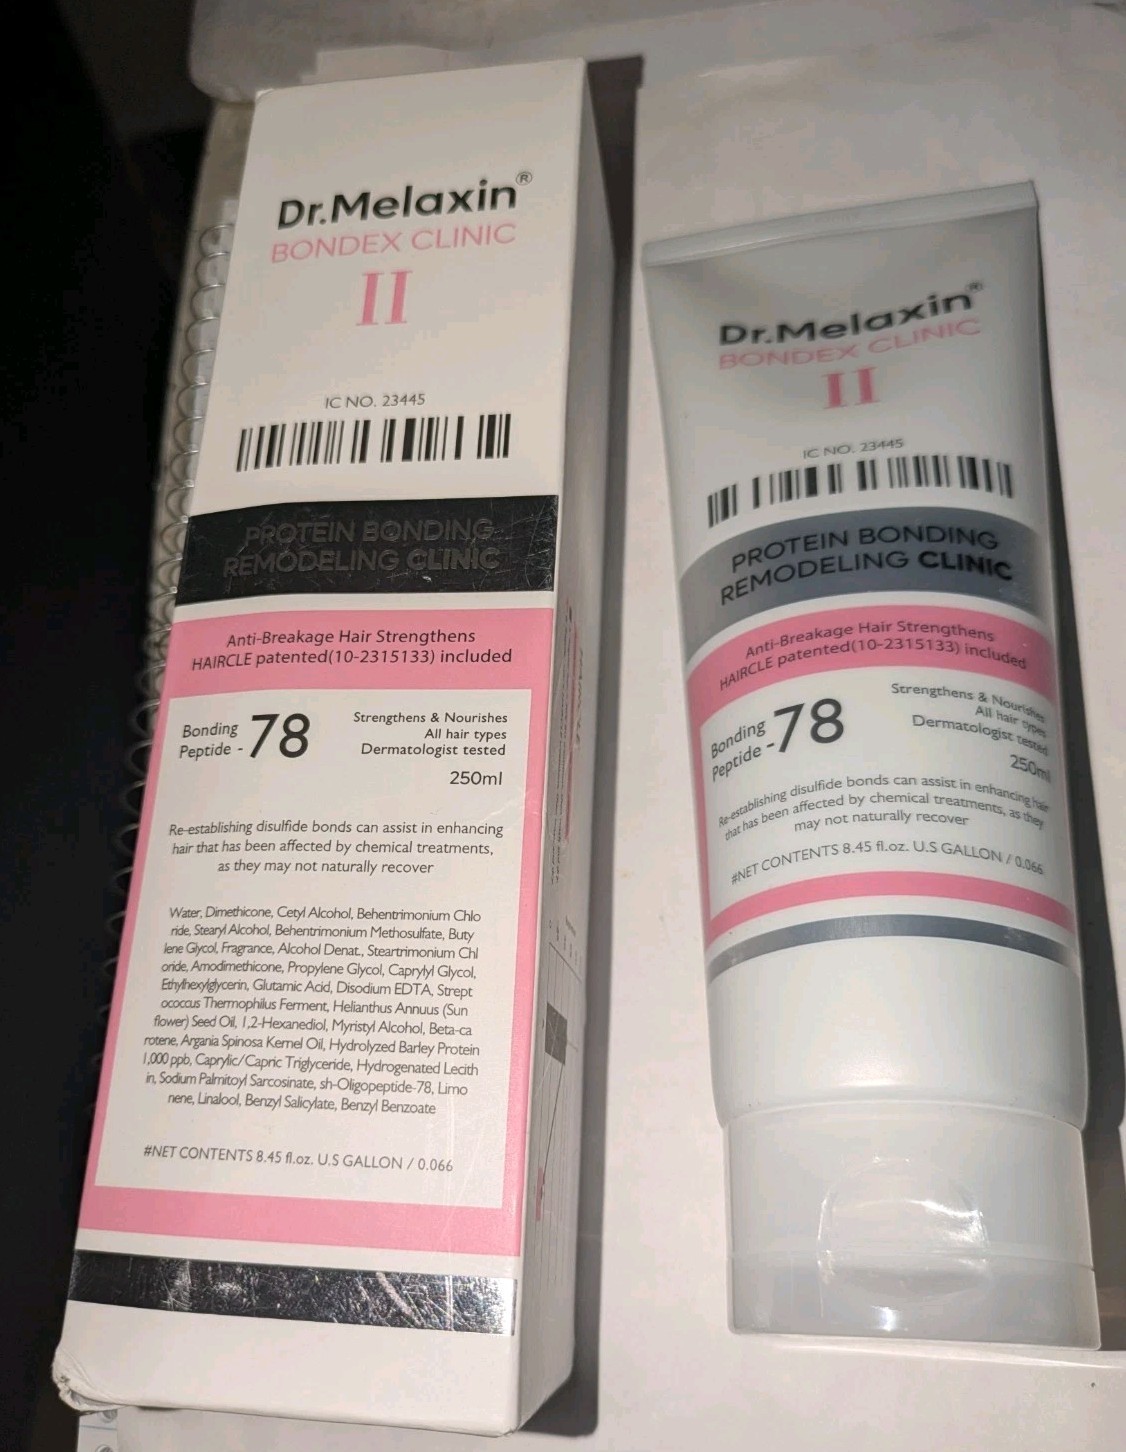 Dr.Melaxin®
BONDEX CLINIC
II
IC NO. 23445
PROTEIN BONDING
REMODELING CLINIC
Anti-Breakage Hair Strengthens
HAIRCLE patented(10-2315133) included
Bonding
Peptide - 78
Strengthens & Nourishes
All hair types
Dermatologist tested
250ml
Re-establishing disulfide bonds can assist in enhancing
hair that has been affected by chemical treatments,
as they may not naturally recover
Water, Dimethicone, Cetyl Alcohol, Behentrimonium Chlo
ride, Stearyl Alcohol, Behentrimonium Methosulfate, Buty
lene Glycol, Fragrance, Alcohol Denat., Steartrimonium Chl
oride, Amodimethicone, Propylene Glycol, Caprylyl Glycol,
Ethylhexylglycerin, Glutamic Acid, Disodium EDTA, Strept
ococcus Thermophilus Ferment, Helianthus Annuus (Sun
flower) Seed Oil, 1,2-Hexanediol, Myristyl Alcohol, Beta-ca
rotene, Argania Spinosa Kernel Oil, Hydrolyzed Barley Protein
1,000 ppb, Caprylic/Capric Triglyceride, Hydrogenated Lecith
in, Sodium Palmitoyl Sarcosinate, sh-Oligopeptide-78, Limo
nene, Linalool, Benzyl Salicylate, Benzyl Benzoate
#NET CONTENTS 8.45 fl.oz. U.S GALLON / 0.066
Dr.Melaxin®
BONDEX CLINIC
II
IC NO. 23445
PROTEIN BONDING
REMODELING CLINIC
Anti-Breakage Hair Strengthens
HAIRCLE patented(10-2315133) included
Bonding
Peptide -78
Strengthens & Nourishes
All hair types
Dermatologist tested
250ml
Re-establishing disulfide bonds can assist in enhancing hair
that has been affected by chemical treatments, as they
may not naturally recover
#NET CONTENTS 8.45 fl.oz. U.S GALLON / 0.066